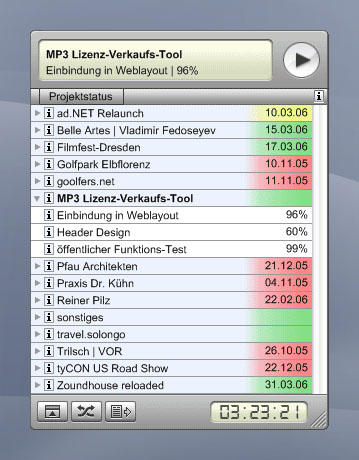 MP3 Lizenz-Verkaufs-Tool
Einbindung in Weblayout | 96%
Projektstatus
ad.NET Relaunch 10.03.06
Belle Artes | Vladimir Fedoseyev 15.03.06
Filmfest-Dresden 17.03.06
Golfpark Elbflorenz 10.11.05
goolfers.net 11.11.05
MP3 Lizenz-Verkaufs-Tool
Einbindung in Weblayout 96%
Header Design 60%
öffentlicher Funktions-Test 99%
Pfau Architekten 21.12.05
Praxis Dr. Kühn 04.11.05
Reiner Pilz 22.02.06
sonstiges
travel.solongo
Trilsch | VOR 26.10.05
tyCON US Road Show 22.12.05
Zoundhouse reloaded 31.03.06
03:23:21